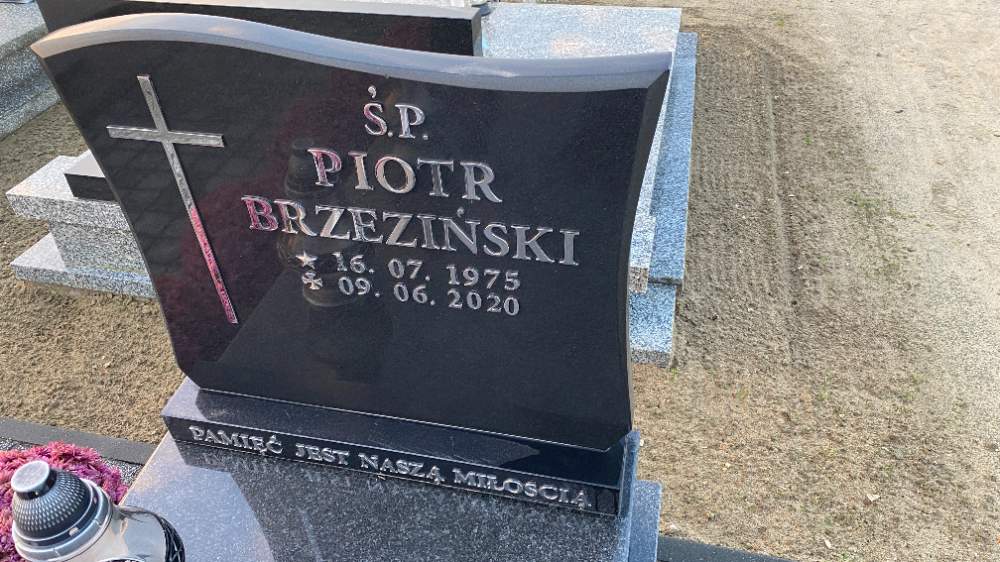 Ś.P.
PIOTR
BRZEZIŃSKI
16. 07. 1975
09. 06. 2020
PAMIĘĆ JEST NASZĄ MIŁOŚCIĄ